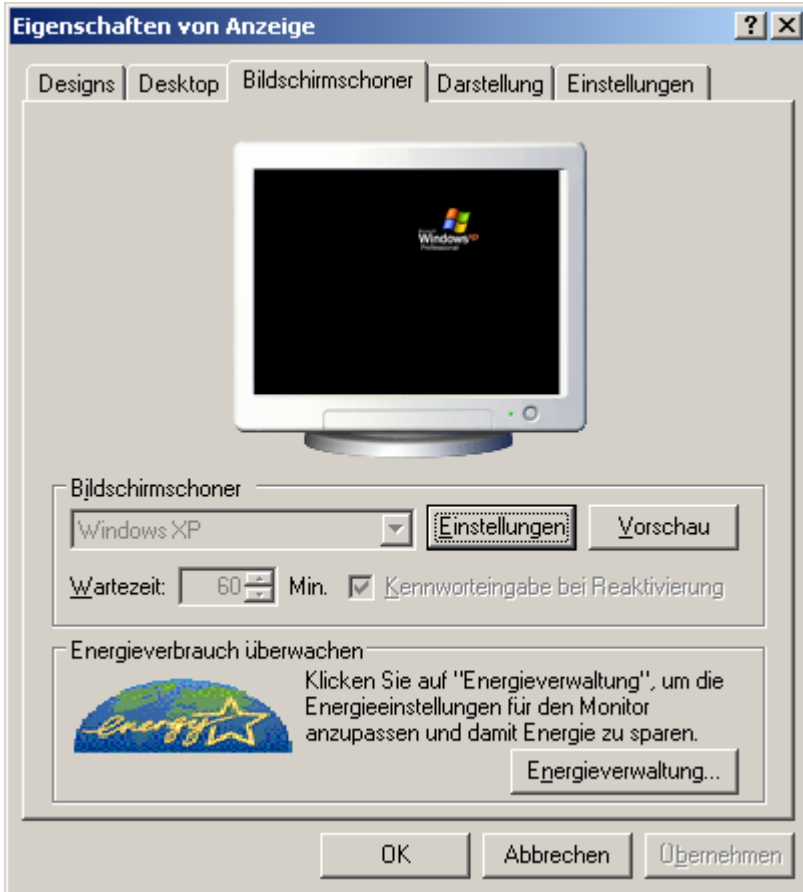 Eigenschaften von Anzeige
Designs Desktop Bildschirmschoner Darstellung Einstellungen
Windows xp
Professional
Bildschirmschoner
Windows XP Einstellungen Vorschau
Wartezeit: 60 Min. Kennworteingabe bei Reaktivierung
Energieverbrauch überwachen
Klicken Sie auf "Energieverwaltung", um die
Energieeinstellungen für den Monitor
anzupassen und damit Energie zu sparen.
energy
Energieverwaltung...
OK Abbrechen Übernehmen